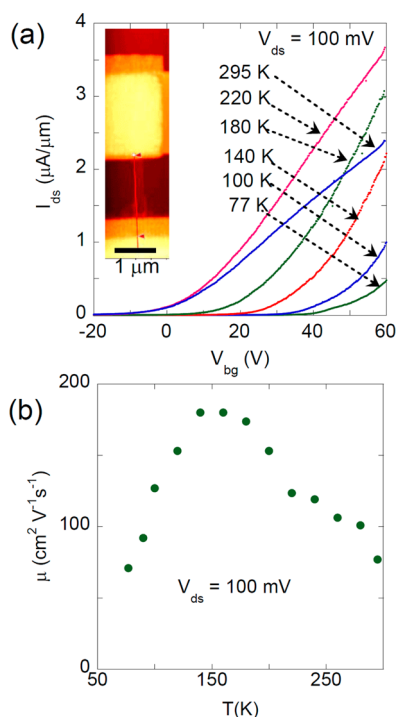 (a)
4
3
2
1
0
I_ds (μA/μm)
V_ds = 100 mV
295 K
220 K
180 K
140 K
100 K
77 K
1 μm
-20 0 20 40 60
V_bg (V)
(b)
200
100
0
μ (cm² V⁻¹s⁻¹)
V_ds = 100 mV
50 150 250
T(K)